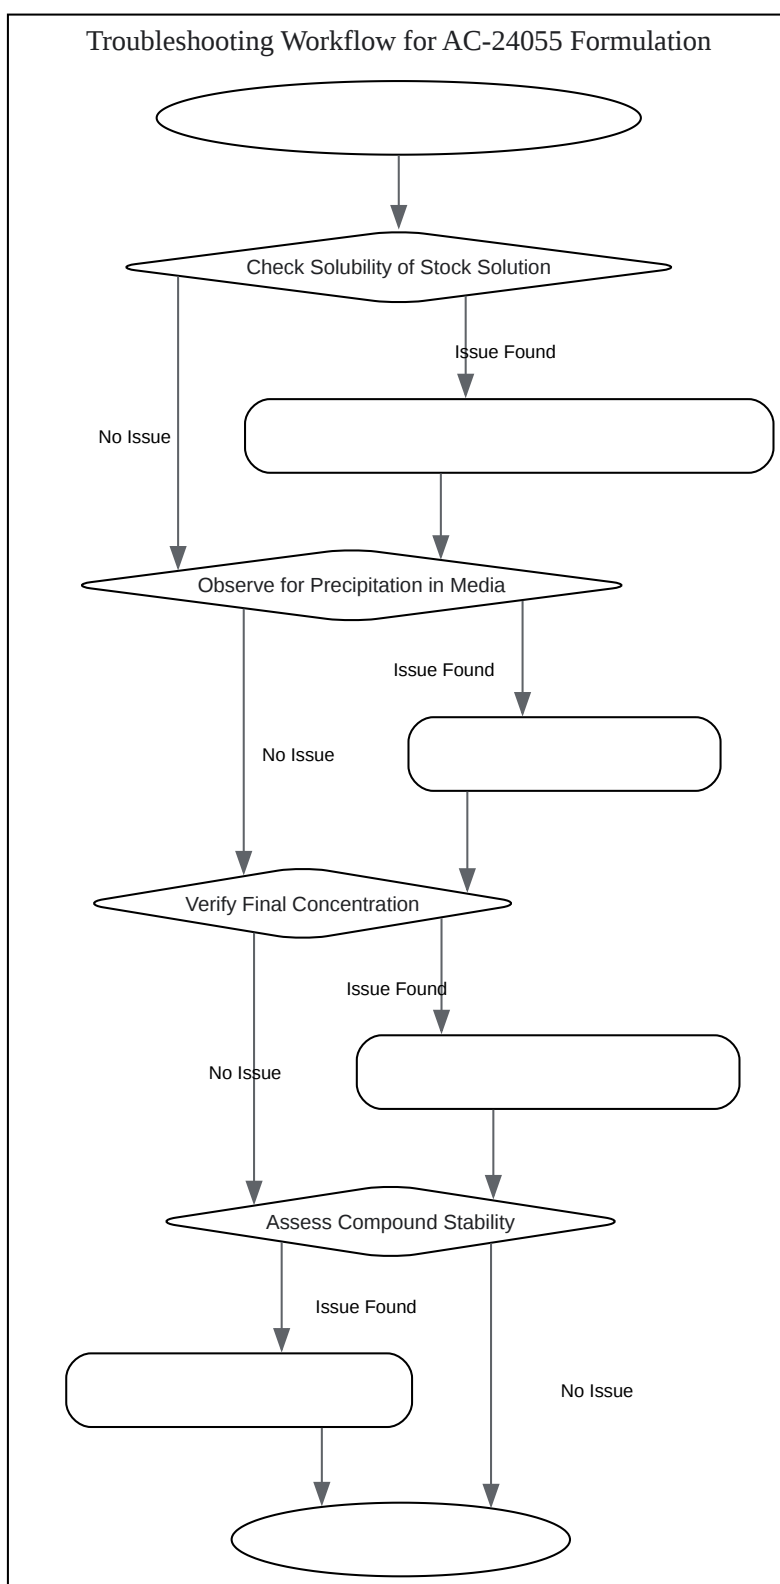 Troubleshooting Workflow for AC-24055 Formulation
Check Solubility of Stock Solution
Issue Found
No Issue
Observe for Precipitation in Media
Issue Found
No Issue
Verify Final Concentration
Issue Found
No Issue
Assess Compound Stability
Issue Found
No Issue